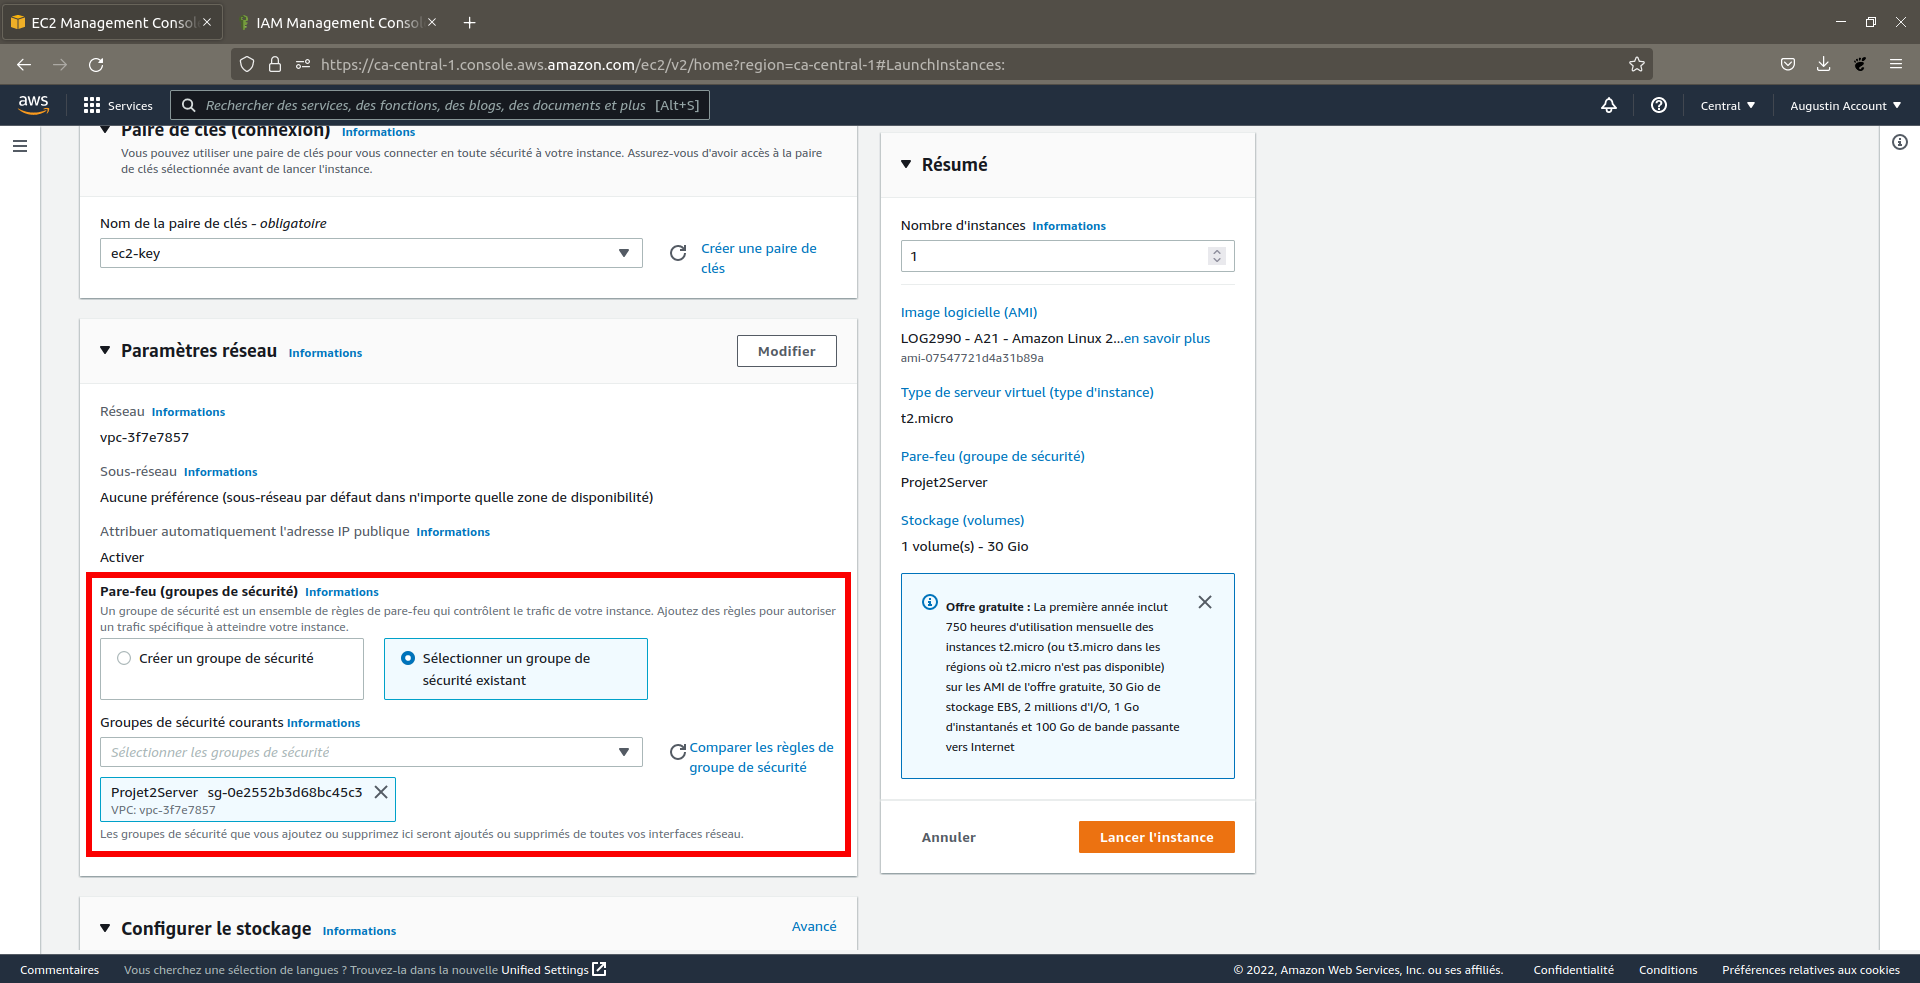 EC2 Management Consol
IAM Management Consol
https://ca-central-1.console.aws.amazon.com/ec2/v2/home?region=ca-central-1#LaunchInstances:
aws
Services
Rechercher des services, des fonctions, des blogs, des documents et plus [Alt+S]
Central
Augustin Account
Paire de clés (connexion) Informations
Vous pouvez utiliser une paire de clés pour vous connecter en toute sécurité à votre instance. Assurez-vous d'avoir accès à la paire
de clés sélectionnée avant de lancer l'instance.
Nom de la paire de clés - obligatoire
ec2-key
Créer une paire de
clés
Paramètres réseau Informations
Modifier
Réseau Informations
vpc-3f7e7857
Sous-réseau Informations
Aucune préférence (sous-réseau par défaut dans n'importe quelle zone de disponibilité)
Attribuer automatiquement l'adresse IP publique Informations
Activer
Pare-feu (groupes de sécurité) Informations
Un groupe de sécurité est un ensemble de règles de pare-feu qui contrôlent le trafic de votre instance. Ajoutez des règles pour autoriser
un trafic spécifique à atteindre votre instance.
Créer un groupe de sécurité
Sélectionner un groupe de
sécurité existant
Groupes de sécurité courants Informations
Sélectionner les groupes de sécurité
Comparer les règles de
groupe de sécurité
Projet2Server sg-0e2552b3d68bc45c3
VPC: vpc-3f7e7857
Les groupes de sécurité que vous ajoutez ou supprimez ici seront ajoutés ou supprimés de toutes vos interfaces réseau.
Configurer le stockage Informations
Avancé
Résumé
Nombre d'instances Informations
1
Image logicielle (AMI)
LOG2990 - A21 - Amazon Linux 2...en savoir plus
ami-07547721d4a31b89a
Type de serveur virtuel (type d'instance)
t2.micro
Pare-feu (groupe de sécurité)
Projet2Server
Stockage (volumes)
1 volume(s) - 30 Gio
Offre gratuite : La première année inclut
750 heures d'utilisation mensuelle des
instances t2.micro (ou t3.micro dans les
régions où t2.micro n'est pas disponible)
sur les AMI de l'offre gratuite, 30 Gio de
stockage EBS, 2 millions d'I/O, 1 Go
d'instantanés et 100 Go de bande passante
vers Internet
Annuler
Lancer l'instance
Commentaires
Vous cherchez une sélection de langues ? Trouvez-la dans la nouvelle Unified Settings
© 2022, Amazon Web Services, Inc. ou ses affiliés.
Confidentialité
Conditions
Préférences relatives aux cookies